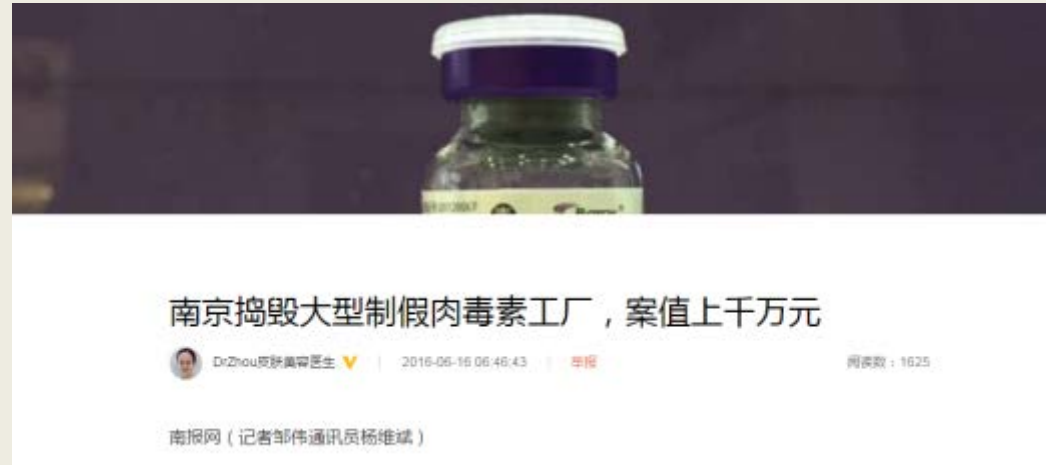 南京捣毁大型制假肉毒素工厂，案值上千万元
DrZhou皮肤美容医生 2016-06-16 06:46:43 举报 阅读数：1625
南报网（记者邹伟通讯员杨维斌）